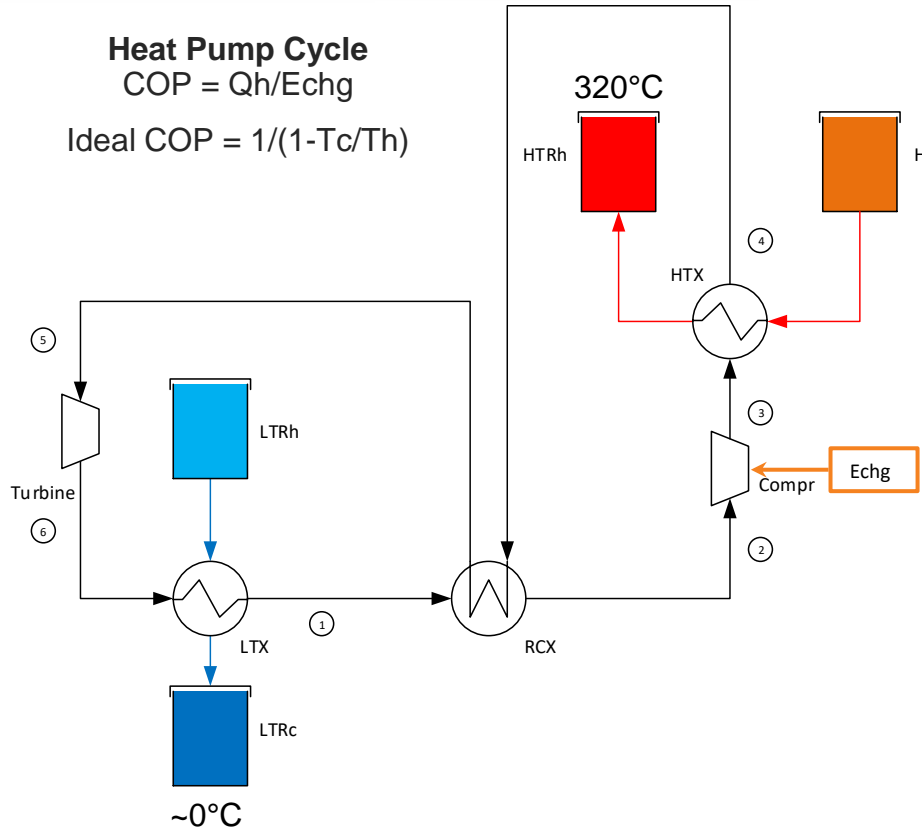 Heat Pump Cycle
COP = Qh/Echg
Ideal COP = 1/(1-Tc/Th)
320°C
HTRh
H
4
HTX
5
3
LTRh
Echg
Compr
Turbine
6
2
1
LTX
RCX
LTRc
~0°C